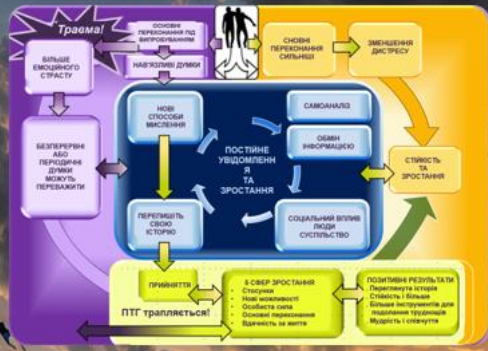 Травма!
ОСНОВНІ
ПЕРЕКОНАННЯ ПІД
ВИПРОБУВАННЯМ
НАВ'ЯЗЛИВІ ДУМКИ
СНОВНІ
ПЕРЕКОНАННЯ
СИЛЬНІШІ
ЗМЕНШЕННЯ
ДИСТРЕСУ
БІЛЬШЕ
ЕМОЦІЙНОГО
СТРАСТУ
БЕЗПЕРЕРВНІ
АБО
ПЕРІОДИЧНІ
ДУМКИ
МОЖУТЬ
ПЕРЕВАЖИТИ
НОВІ
СПОСОБИ
МИСЛЕННЯ
ПОСТІЙНЕ
УВІДОМЛЕНН
Я
ТА
ЗРОСТАННЯ
САМОАНАЛІЗ
ОБМІН
ІНФОРМАЦІЄЮ
СОЦІАЛЬНИЙ ВПЛИВ
ЛЮДИ
СУСПІЛЬСТВО
ПЕРЕПИШІТЬ
СВОЮ
ІСТОРІЮ
СТІЙКІСТЬ
ТА
ЗРОСТАННЯ
ПРИЙНЯТТЯ
ПТГ трапляється!
5 СФЕР ЗРОСТАННЯ
• Стосунки
• Нові можливості
• Особиста сила
• Основні переконання
• Вдячність за життя
ПОЗИТИВНІ РЕЗУЛЬТАТИ
• Переглянута історія
• Стійкість і більше
• Більше інструментів для
подолання труднощів
• Мудрість і співчуття